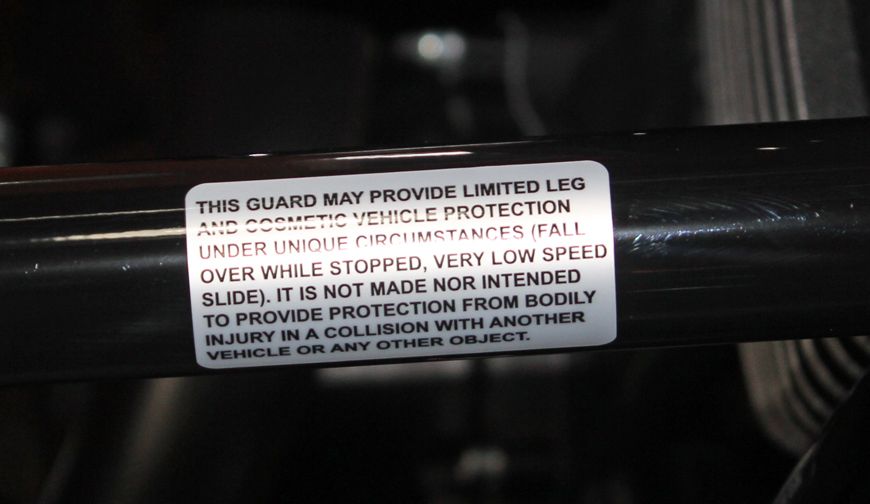 THIS GUARD MAY PROVIDE LIMITED LEG
AND COSMETIC VEHICLE PROTECTION
UNDER UNIQUE CIRCUMSTANCES (FALL
OVER WHILE STOPPED, VERY LOW SPEED
SLIDE). IT IS NOT MADE NOR INTENDED
TO PROVIDE PROTECTION FROM BODILY
INJURY IN A COLLISION WITH ANOTHER
VEHICLE OR ANY OTHER OBJECT.